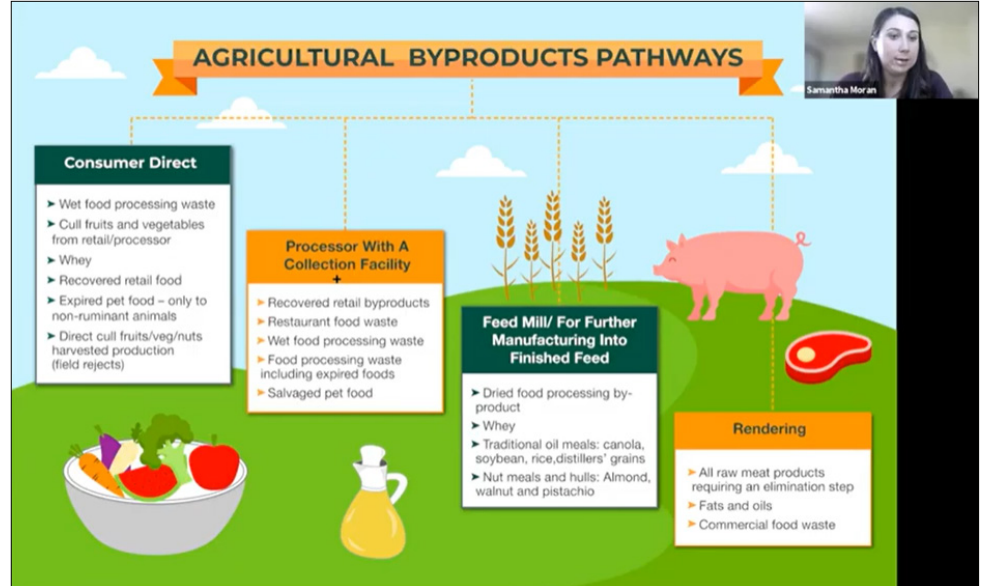 AGRICULTURAL BYPRODUCTS PATHWAYS
Samantha Moran
Consumer Direct
➤ Wet food processing waste
➤ Cull fruits and vegetables
from retail/processor
➤ Whey
➤ Recovered retail food
➤ Expired pet food – only to
non-ruminant animals
➤ Direct cull fruits/veg/nuts
harvested production
(field rejects)
Processor With A
Collection Facility
+
➤ Recovered retail byproducts
➤ Restaurant food waste
➤ Wet food processing waste
➤ Food processing waste
including expired foods
➤ Salvaged pet food
Feed Mill/ For Further
Manufacturing Into
Finished Feed
➤ Dried food processing by-
product
➤ Whey
➤ Traditional oil meals: canola,
soybean, rice,distillers' grains
➤ Nut meals and hulls: Almond,
walnut and pistachio
Rendering
➤ All raw meat products
requiring an elimination step
➤ Fats and oils
➤ Commercial food waste